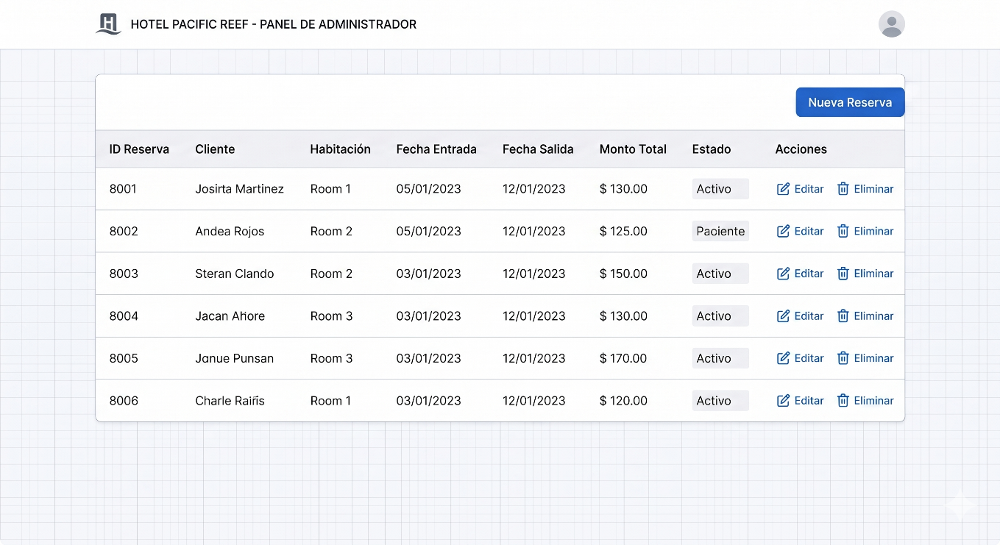 HOTEL PACIFIC REEF - PANEL DE ADMINISTRADOR
Nueva Reserva
ID Reserva Cliente Habitación Fecha Entrada Fecha Salida Monto Total Estado Acciones
8001 Josirta Martinez Room 1 05/01/2023 12/01/2023 $ 130.00 Activo Editar Eliminar
8002 Andea Rojos Room 2 05/01/2023 12/01/2023 $ 125.00 Paciente Editar Eliminar
8003 Steran Clando Room 2 03/01/2023 12/01/2023 $ 150.00 Activo Editar Eliminar
8004 Jacan Room 3 03/01/2023 12/01/2023 $ 130.00 Activo Editar Eliminar
8005 Janue Punsan Room 3 03/01/2023 12/01/2023 $ 170.00 Activo Editar Eliminar
8006 Charle Room 1 03/01/2023 12/01/2023 $ 120.00 Activo Editar Eliminar